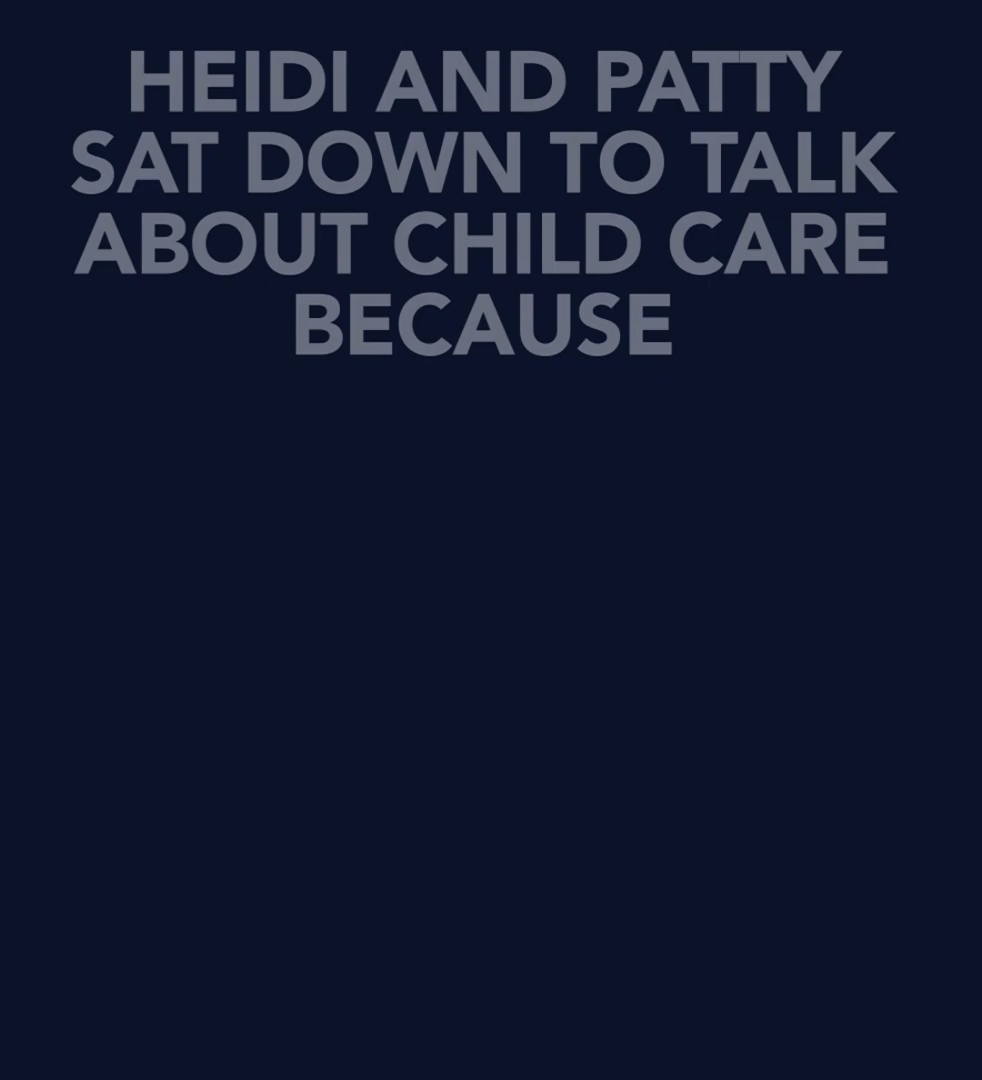 HEIDI AND PATTY
SAT DOWN TO TALK
ABOUT CHILD CARE
BECAUSE